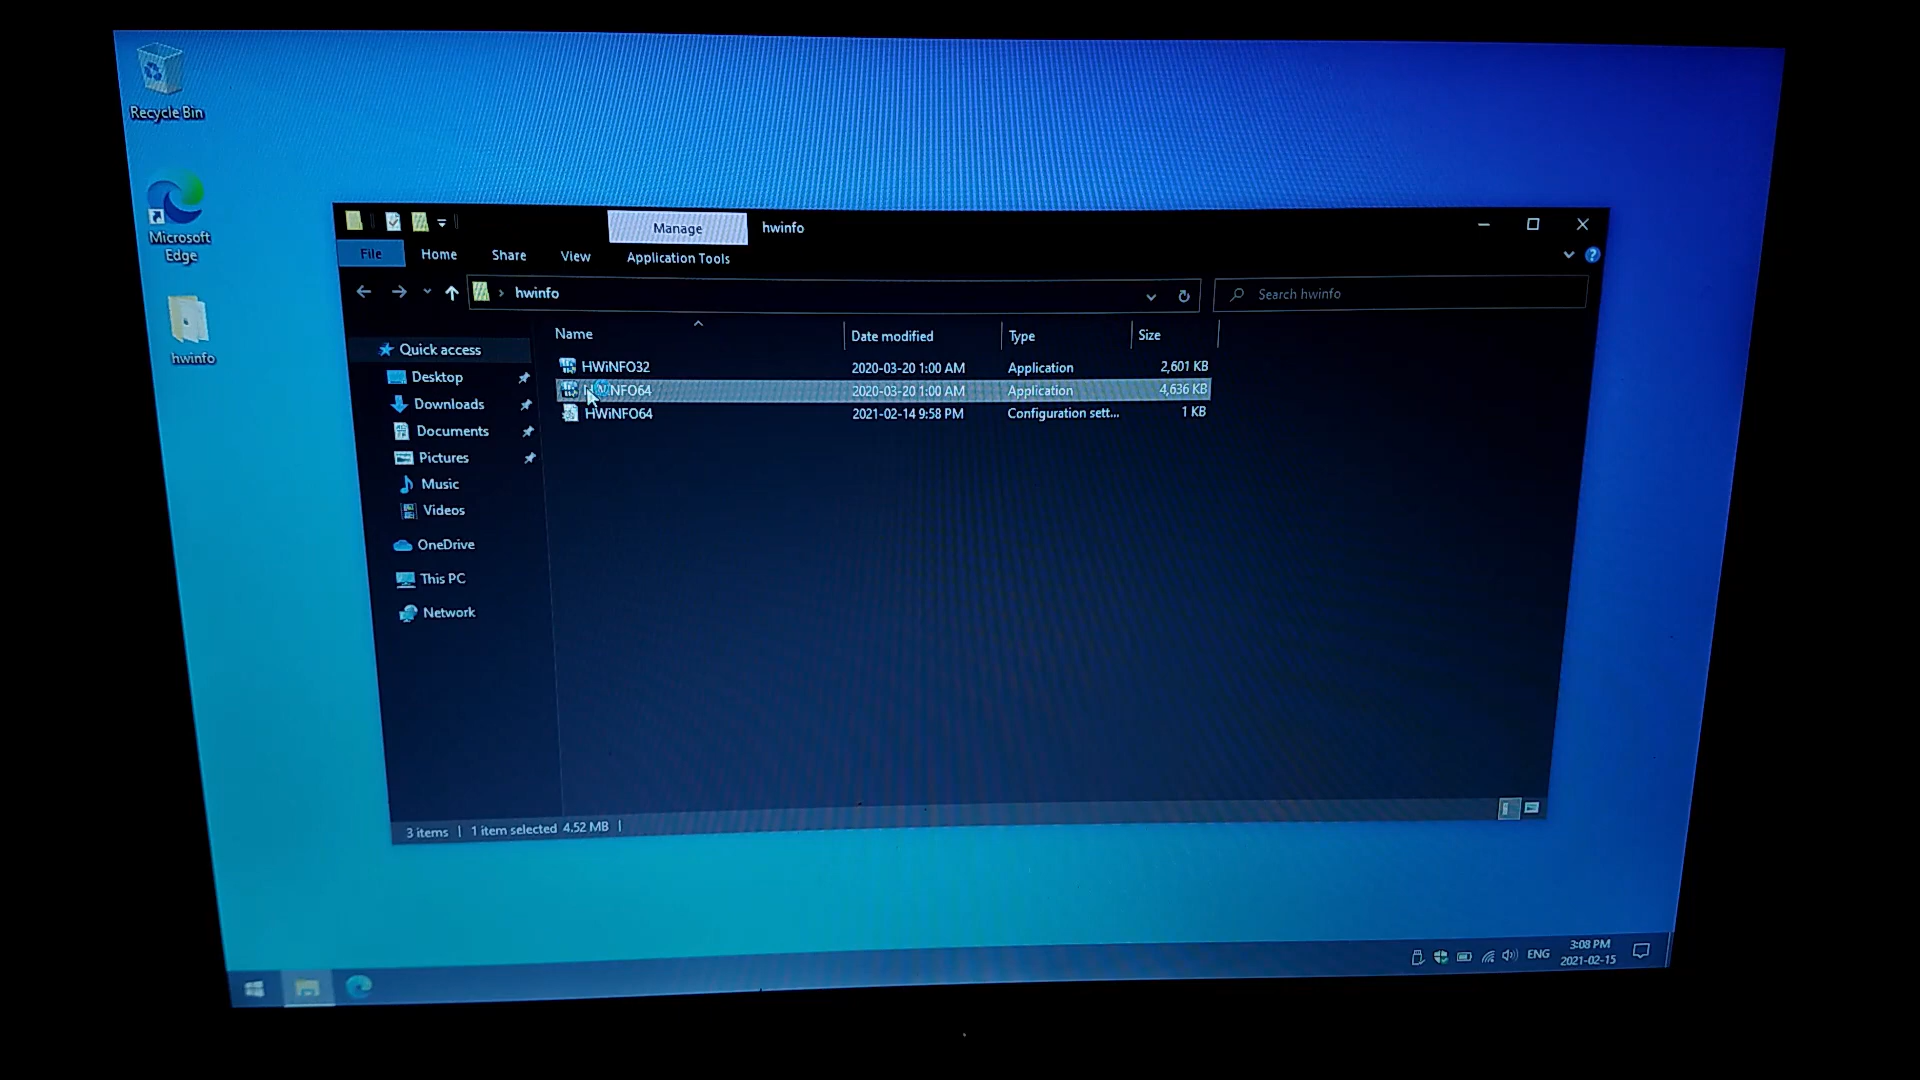 Recycle Bin
Microsoft
Edge
hwinfo
Manage
hwinfo
File
Home
Share
View
Application Tools
hwinfo
Search hwinfo
Name
Date modified
Type
Size
Quick access
Desktop
Downloads
Documents
Pictures
Music
Videos
OneDrive
This PC
Network
HWiNFO32 2020-03-20 1:00 AM Application 2,601 KB
HWiNFO64 2020-03-20 1:00 AM Application 4,636 KB
HWiNFO64 2021-02-14 9:58 PM Configuration sett... 1 KB
3 items | 1 item selected 4.52 MB |
ENG
3:08 PM
2021-02-15